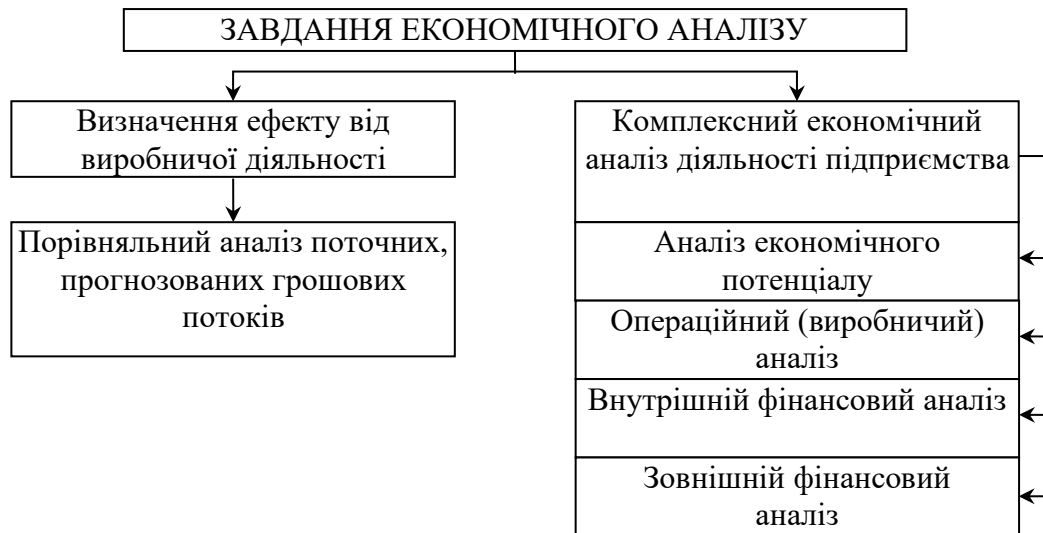 ЗАВДАННЯ ЕКОНОМІЧНОГО АНАЛІЗУ
Визначення ефекту від
виробничої діяльності
Порівняльний аналіз поточних,
прогнозованих грошових
потоків
Комплексний економічний
аналіз діяльності підприємства
Аналіз економічного
потенціалу
Операційний (виробничий)
аналіз
Внутрішній фінансовий аналіз
Зовнішній фінансовий
аналіз